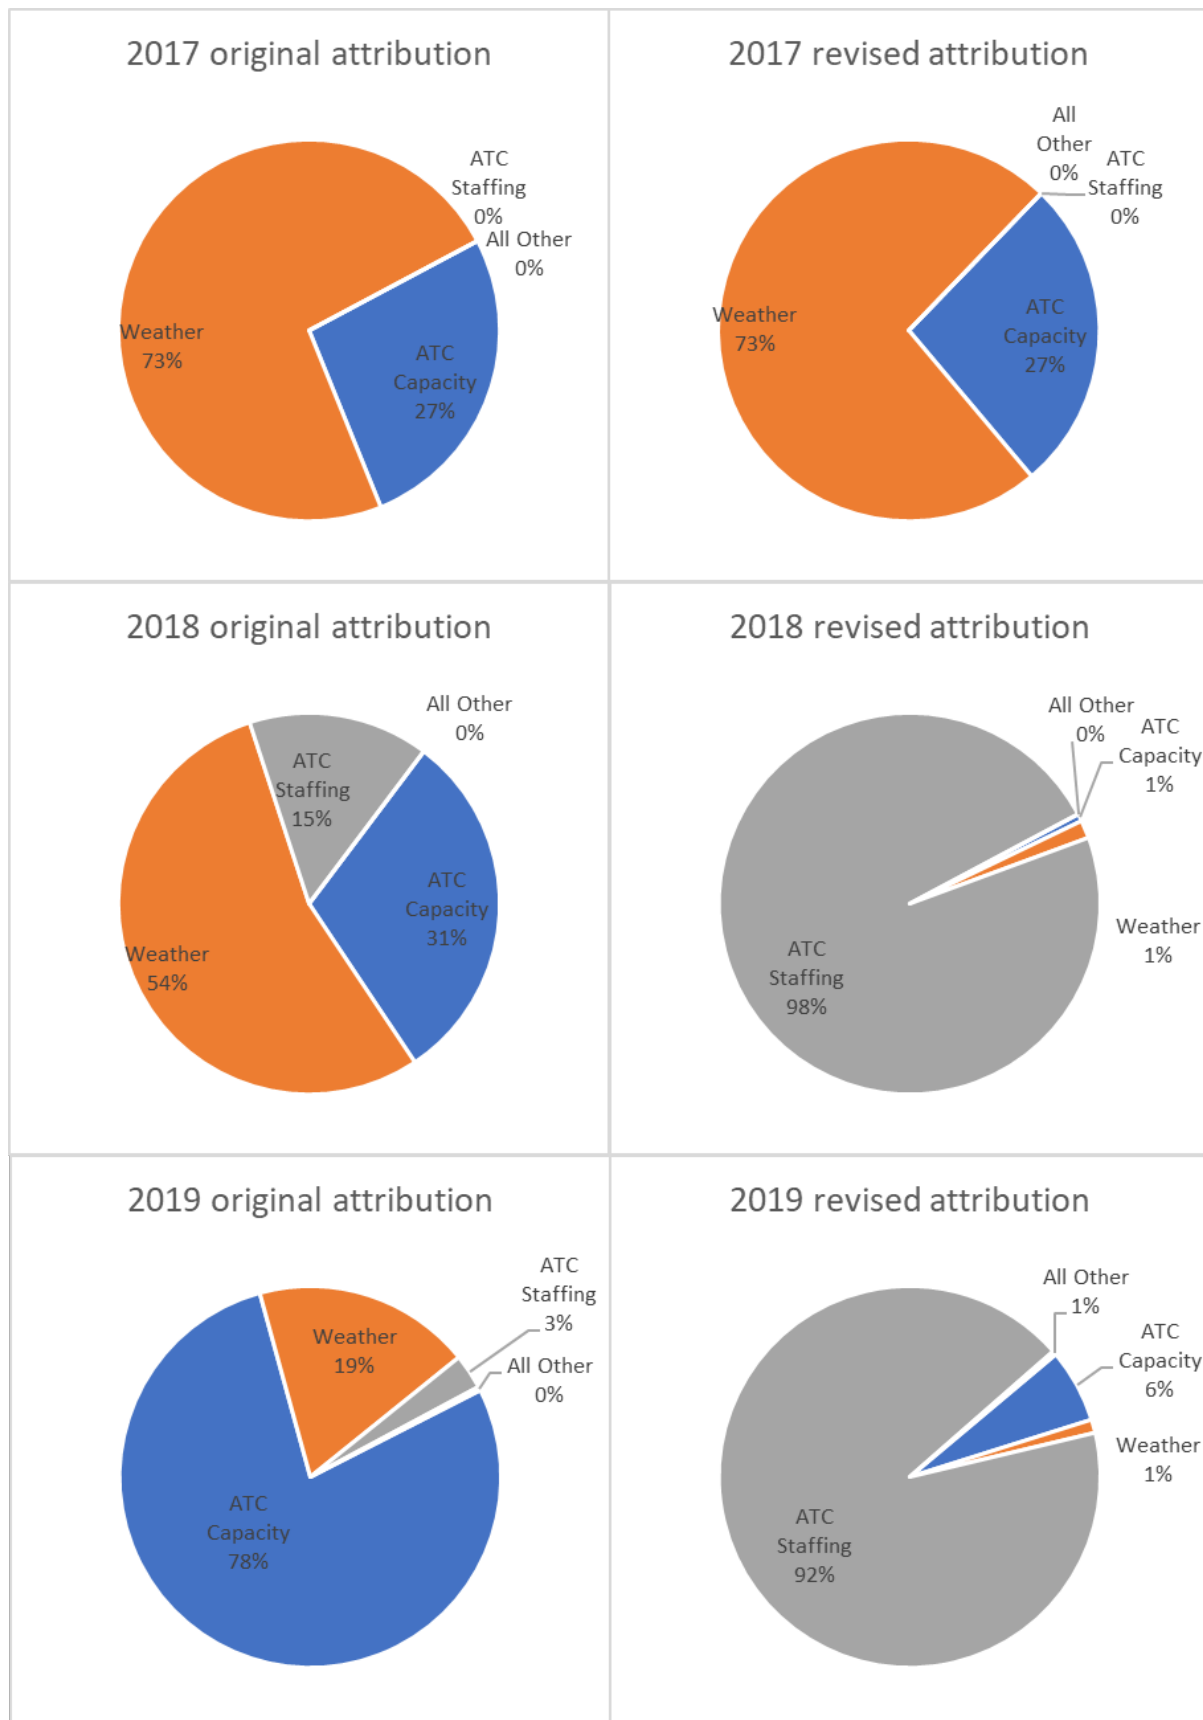 2017 original attribution
ATC
Staffing
0%
All Other
0%
Weather
73%
ATC
Capacity
27%
2017 revised attribution
All
Other
0%
ATC
Staffing
0%
Weather
73%
ATC
Capacity
27%
2018 original attribution
All Other
0%
ATC
Staffing
15%
ATC
Capacity
31%
Weather
54%
2018 revised attribution
All Other
0%
ATC
Capacity
1%
Weather
1%
ATC
Staffing
98%
2019 original attribution
ATC
Staffing
3%
Weather
19%
All Other
0%
ATC
Capacity
78%
2019 revised attribution
All Other
1%
ATC
Capacity
6%
Weather
1%
ATC
Staffing
92%